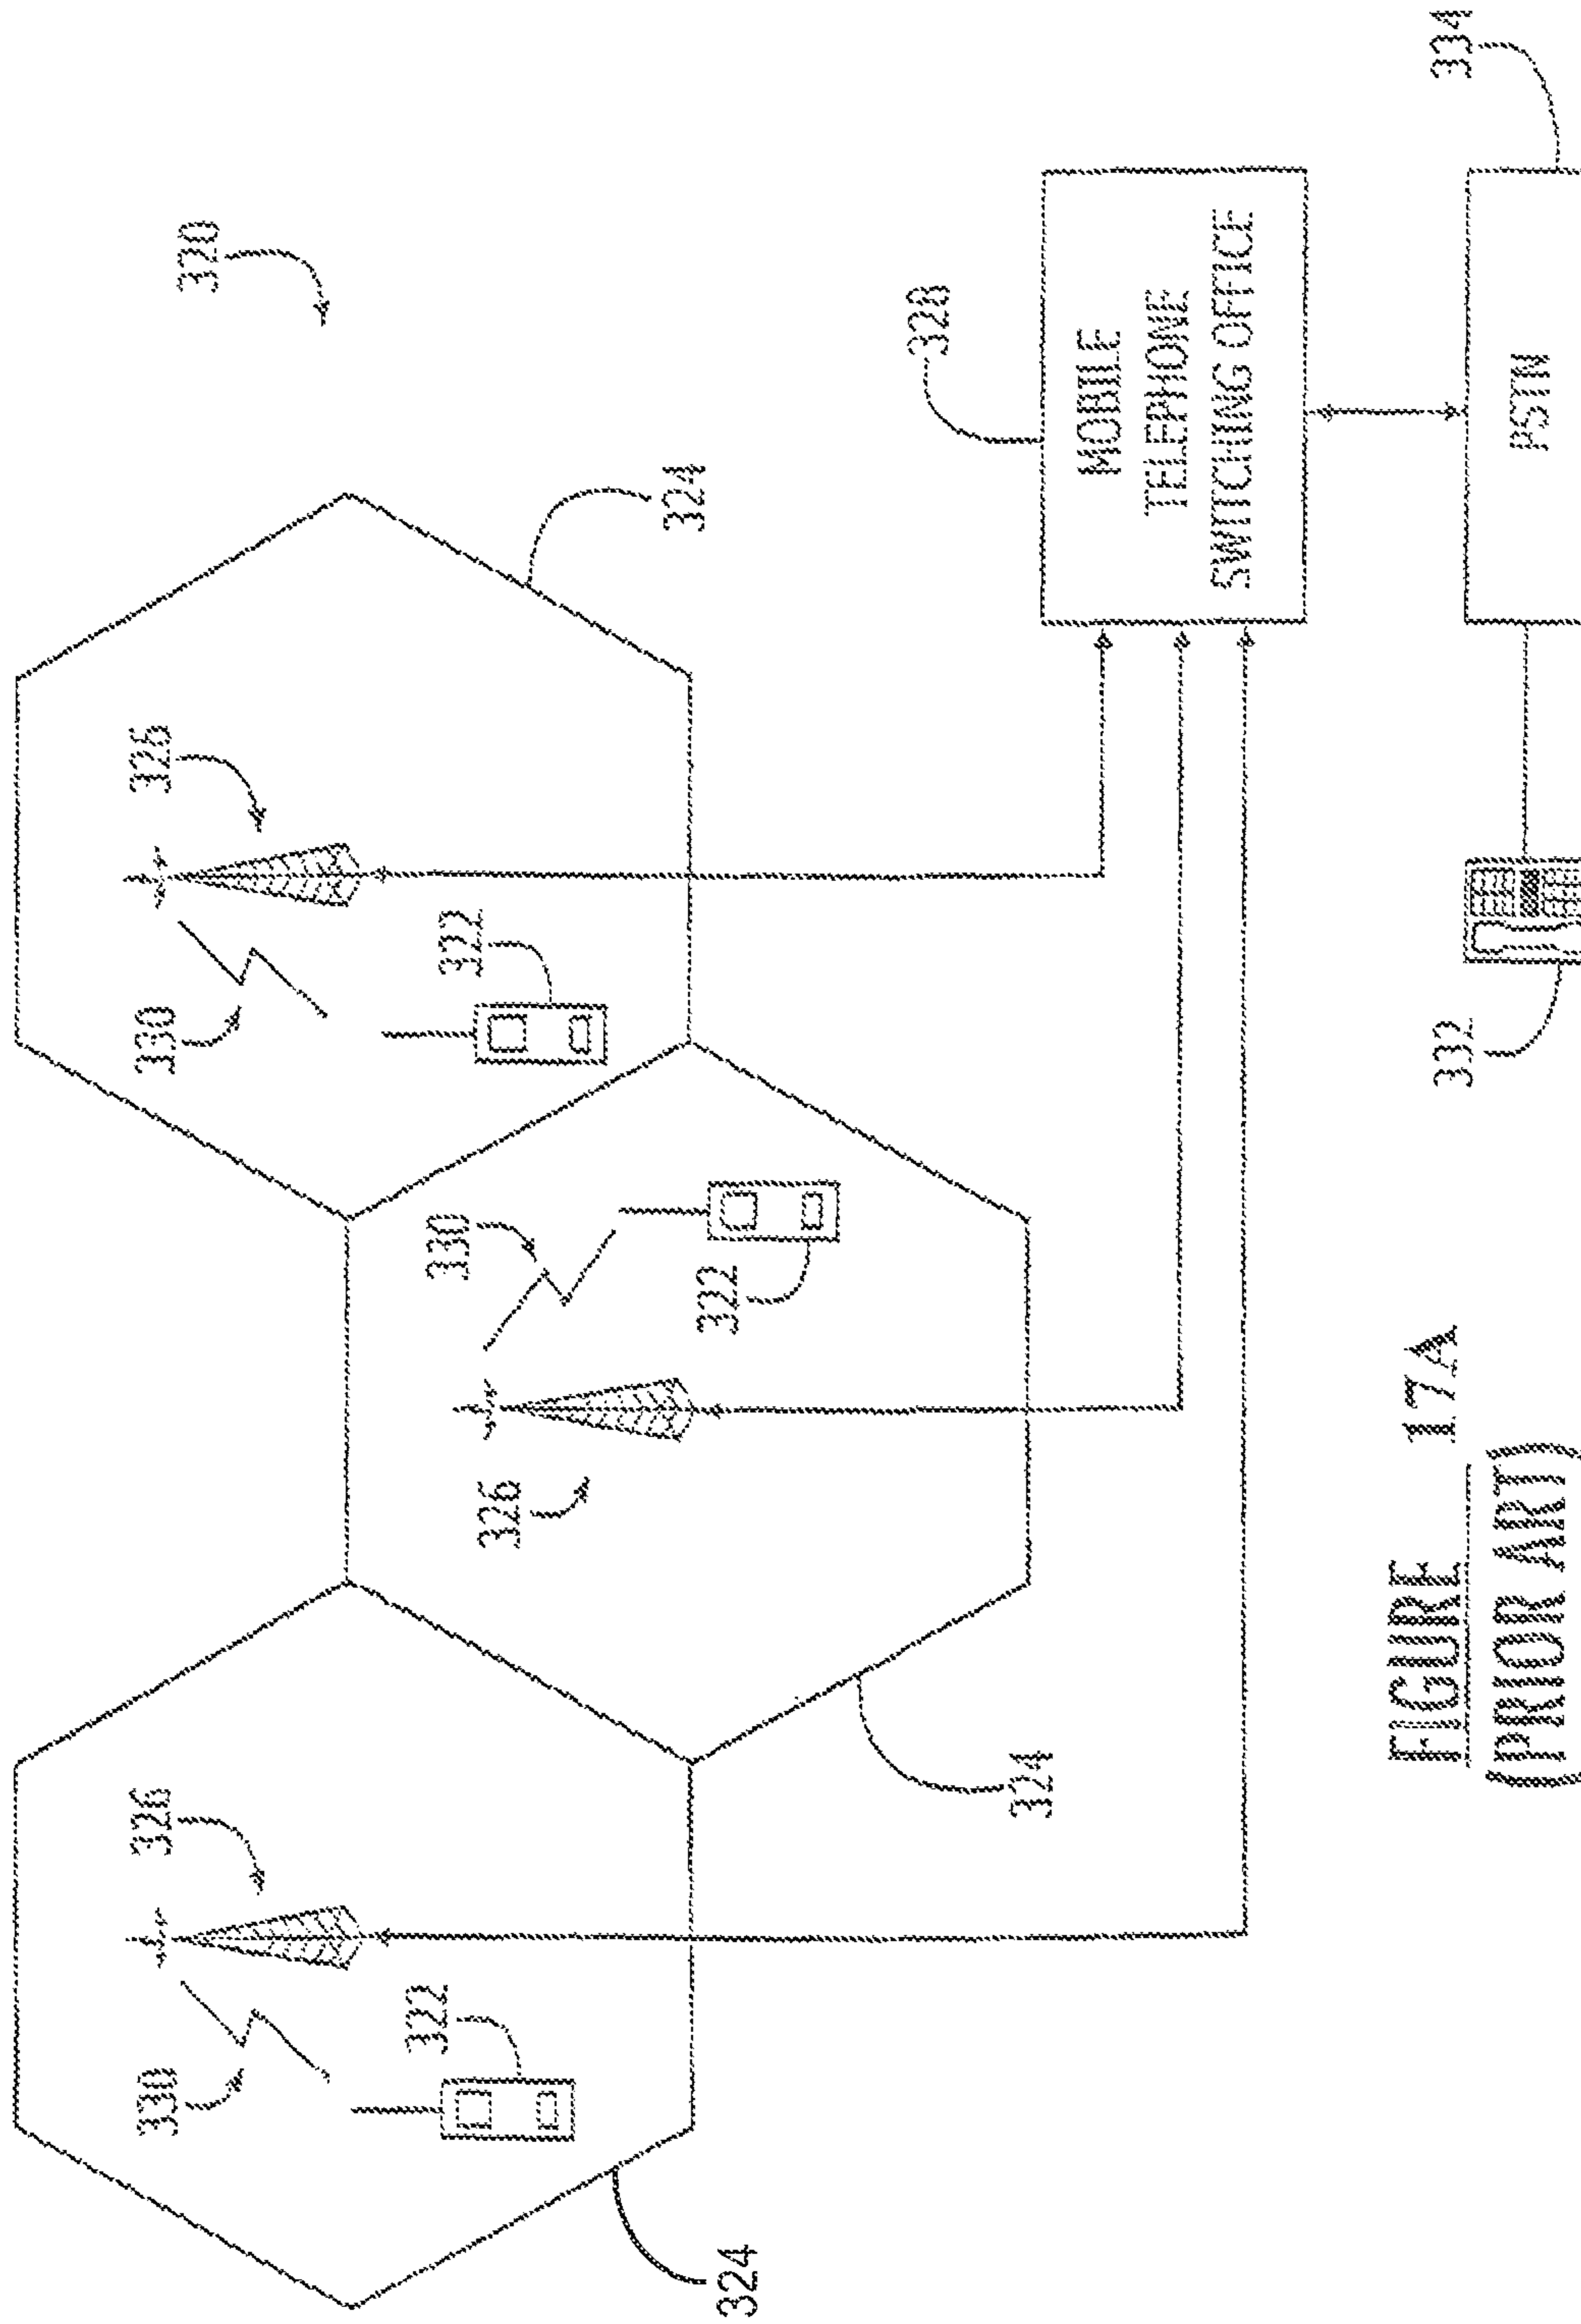 320
326
326
330
330
322
330
322
326
324
322
324
328
324
MOBILE
TELEPHONE
SWITCHING OFFICE
FIGURE 17A
332
334
(PRIOR ART)
PSTN